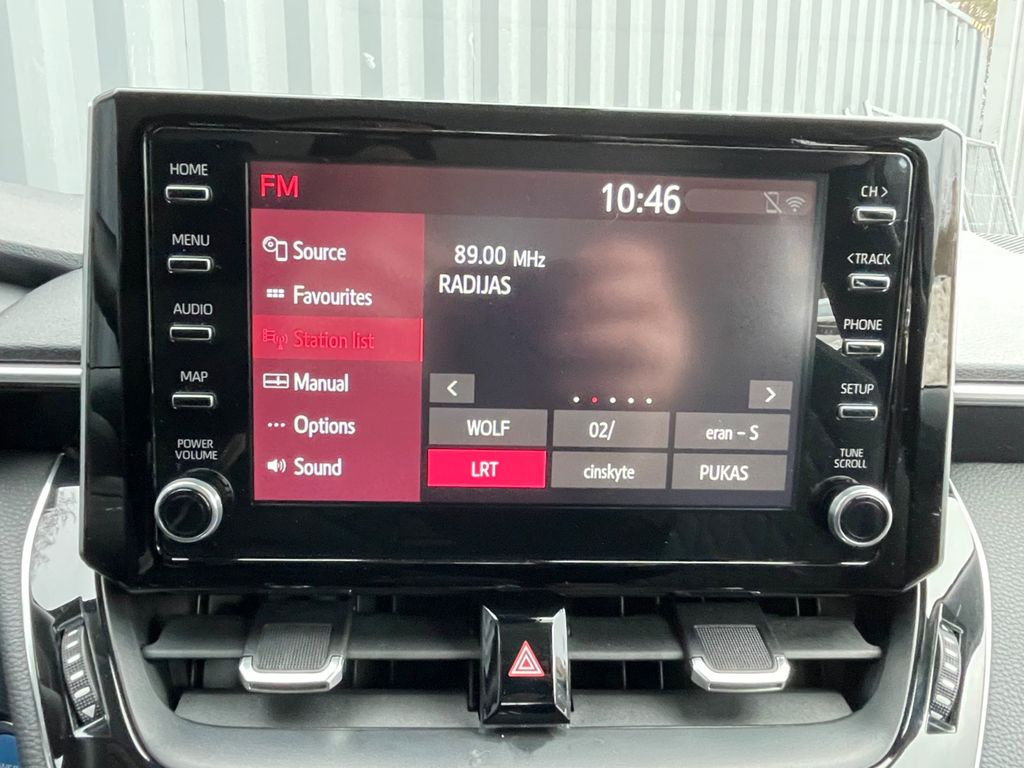 HOME
MENU
AUDIO
MAP
POWER
VOLUME
FM
10:46
Source
Favourites
Station list
Manual
Options
Sound
89.00 MHz
RADIJAS
WOLF
02/
eran – S
LRT
cinskyte
PUKAS
CH >
< TRACK
PHONE
SETUP
TUNE
SCROLL